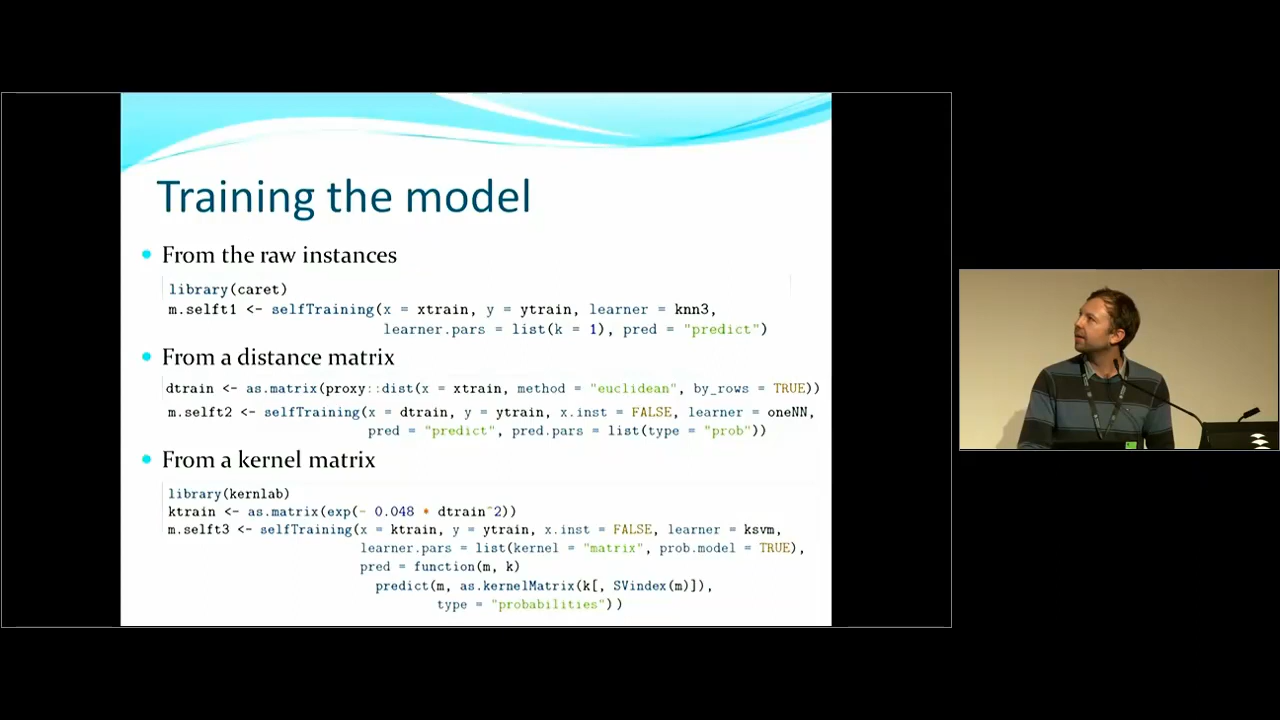 Training the model
• From the raw instances
library(caret)
m.selft1 <- selfTraining(x = xtrain, y = ytrain, learner = knn3,
learner.pars = list(k = 1), pred = "predict")
• From a distance matrix
dtrain <- as.matrix(proxy::dist(x = xtrain, method = "euclidean", by_rows = TRUE))
m.selft2 <- selfTraining(x = dtrain, y = ytrain, x.inst = FALSE, learner = oneNN,
pred = "predict", pred.pars = list(type = "prob"))
• From a kernel matrix
library(kernlab)
ktrain <- as.matrix(exp(- 0.048 * dtrain^2))
m.selft3 <- selfTraining(x = ktrain, y = ytrain, x.inst = FALSE, learner = ksvm,
learner.pars = list(kernel = "matrix", prob.model = TRUE),
pred = function(m, k)
predict(m, as.kernelMatrix(k[, SVindex(m)]),
type = "probabilities"))